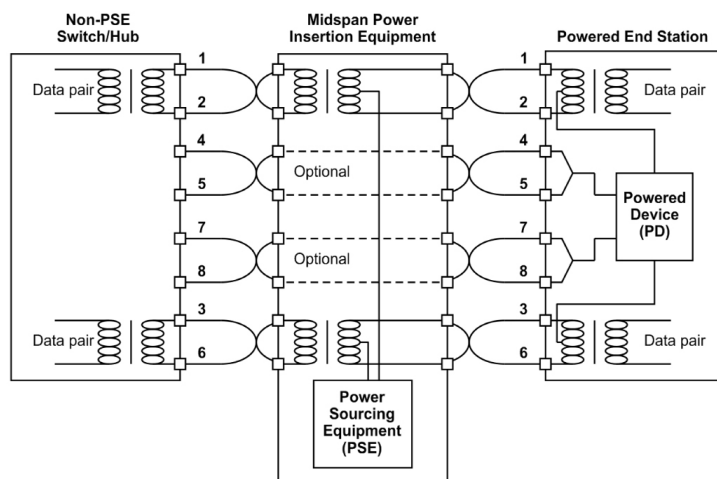 Non-PSE
Switch/Hub
Midspan Power
Insertion Equipment
Powered End Station
1
1
Data pair
Data pair
2
2
4
4
Optional
5
5
Powered
Device
(PD)
7
7
Optional
8
8
3
3
Data pair
Data pair
6
6
Power
Sourcing
Equipment
(PSE)